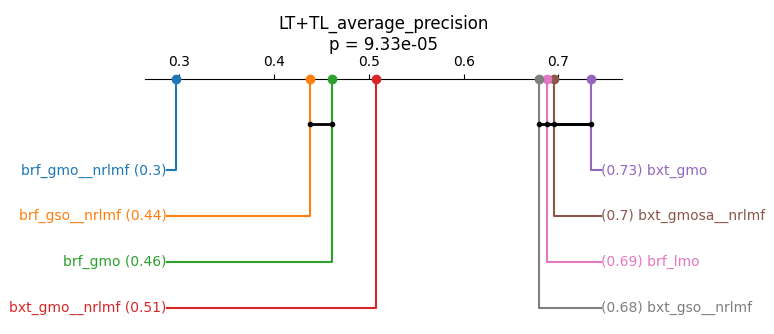 LT+TL_average_precision
p = 9.33e-05
0.3 0.4 0.5 0.6 0.7
brf_gmo__nrlmf (0.3) (0.73) bxt_gmo
brf_gso__nrlmf (0.44) (0.7) bxt_gmosa__nrlmf
brf_gmo (0.46) (0.69) brf_lmo
bxt_gmo__nrlmf (0.51) (0.68) bxt_gso__nrlmf